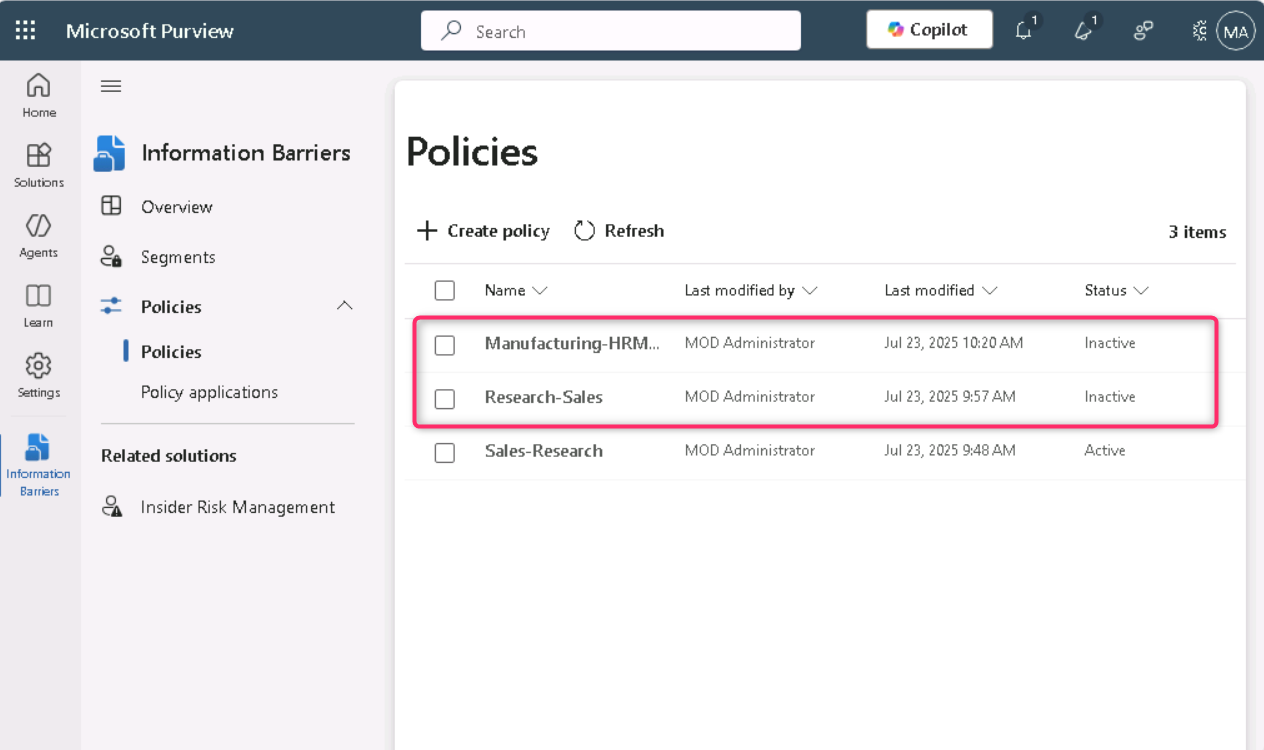 Microsoft Purview
Search
Copilot
1
1
MA
Home
Solutions
Agents
Learn
Settings
Information
Barriers
Information Barriers
Overview
Segments
Policies
Policies
Policy applications
Related solutions
Insider Risk Management
Policies
Create policy Refresh 3 items
Name Last modified by Last modified Status
Manufacturing-HRM... MOD Administrator Jul 23, 2025 10:20 AM Inactive
Research-Sales MOD Administrator Jul 23, 2025 9:57 AM Inactive
Sales-Research MOD Administrator Jul 23, 2025 9:48 AM Active